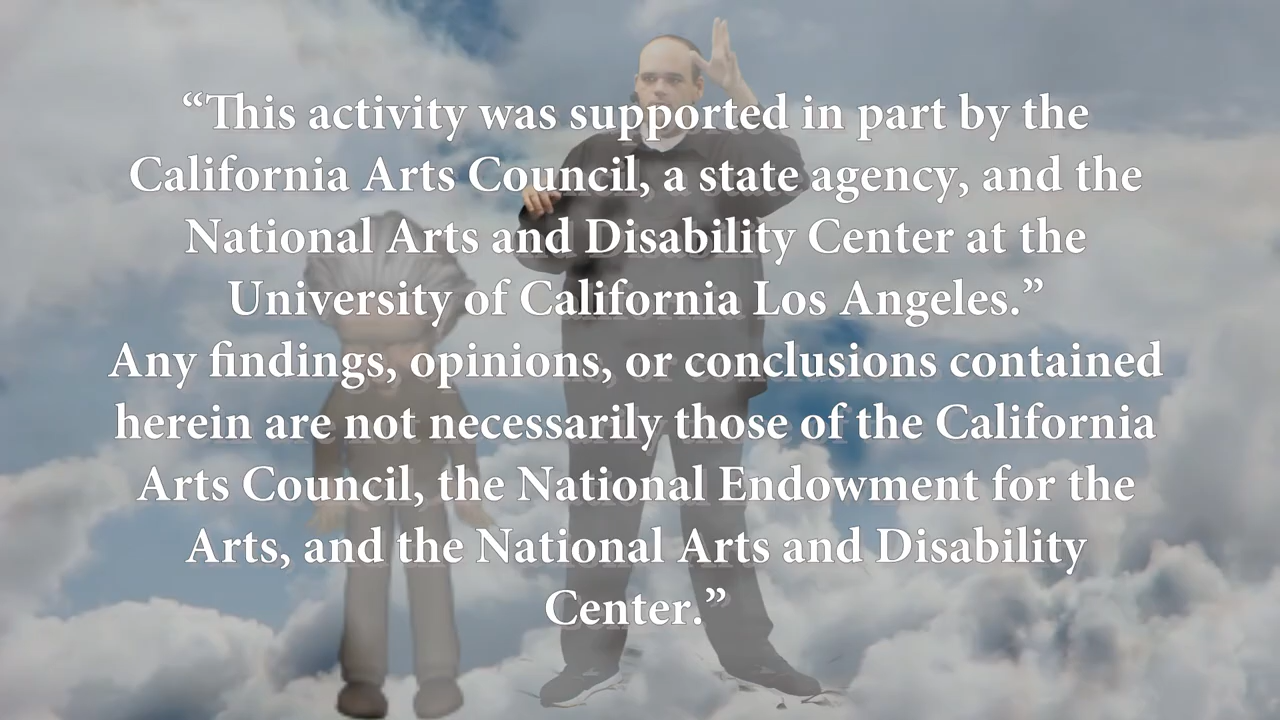 “This activity was supported in part by the
California Arts Council, a state agency, and the
National Arts and Disability Center at the
University of California Los Angeles.”
Any findings, opinions, or conclusions contained
herein are not necessarily those of the California
Arts Council, the National Endowment for the
Arts, and the National Arts and Disability
Center.”